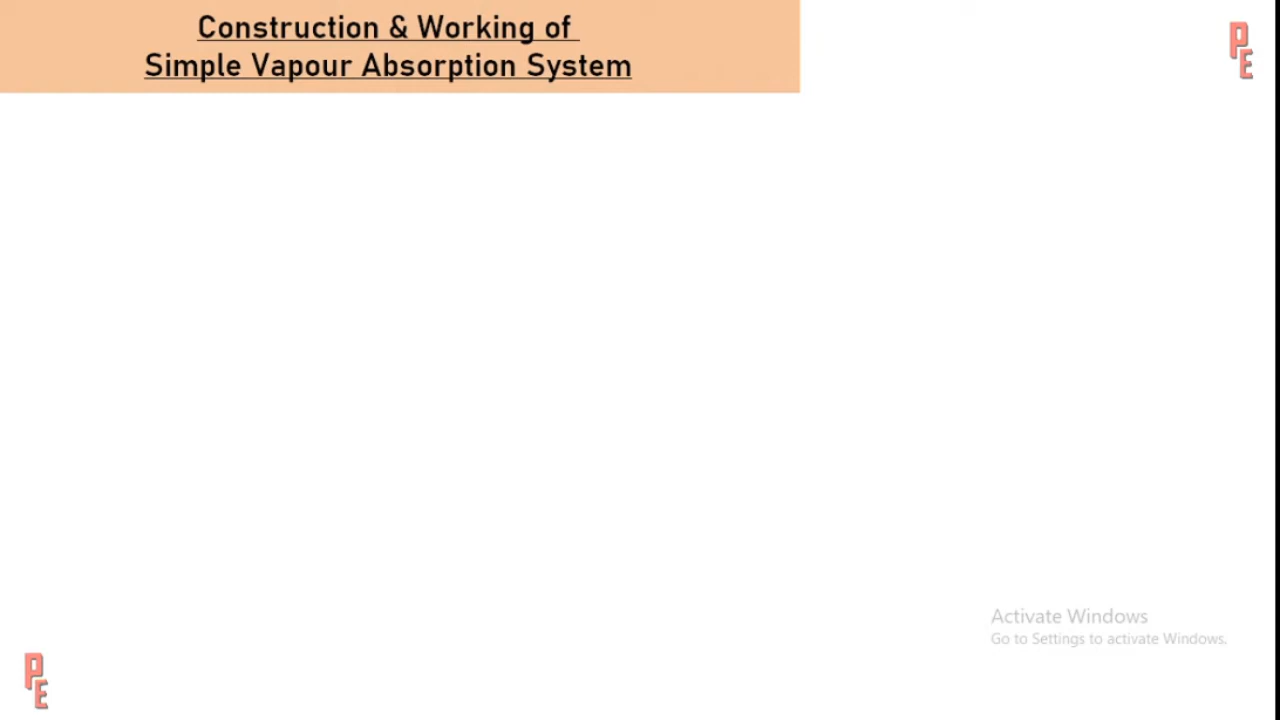 Construction & Working of
Simple Vapour Absorption System
PE
Activate Windows
Go to Settings to activate Windows.
PE